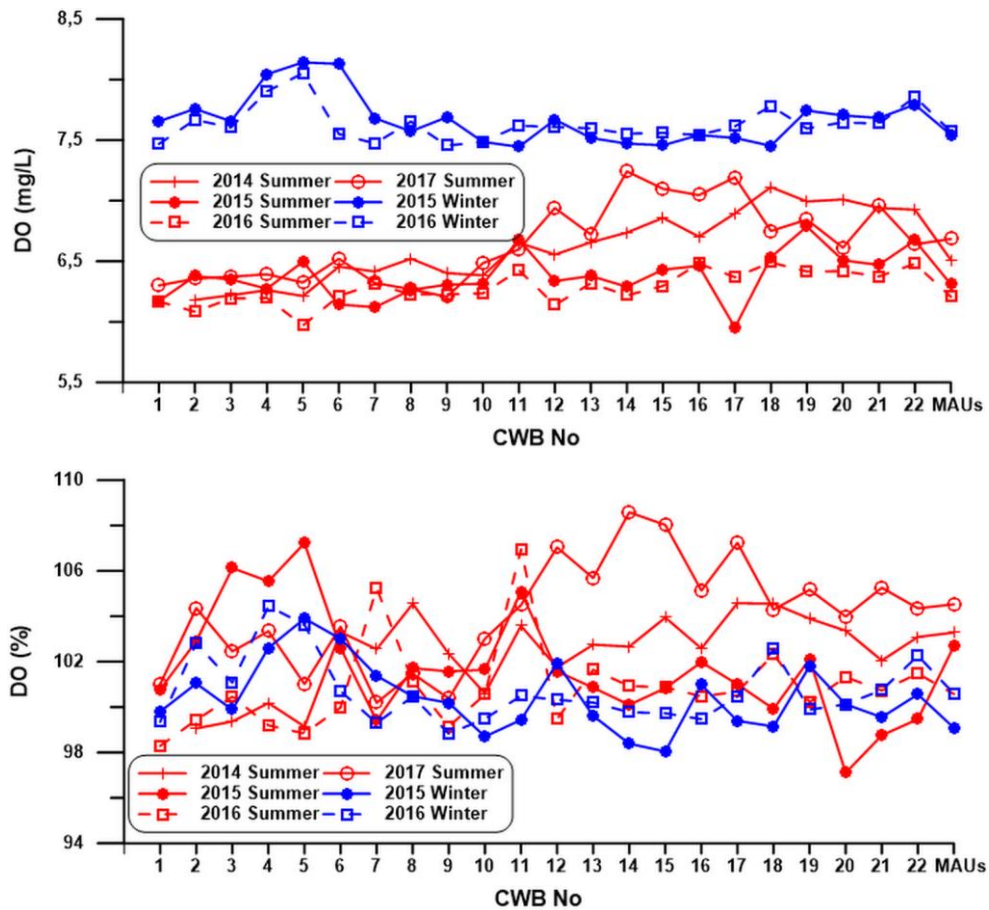 8,5
7,5
6,5
5,5
DO (mg/L)
2014 Summer 2017 Summer
2015 Summer 2015 Winter
2016 Summer 2016 Winter
1 2 3 4 5 6 7 8 9 10 11 12 13 14 15 16 17 18 19 20 21 22 MAUs
CWB No
110
106
102
98
94
DO (%)
2014 Summer 2017 Summer
2015 Summer 2015 Winter
2016 Summer 2016 Winter
1 2 3 4 5 6 7 8 9 10 11 12 13 14 15 16 17 18 19 20 21 22 MAUs
CWB No